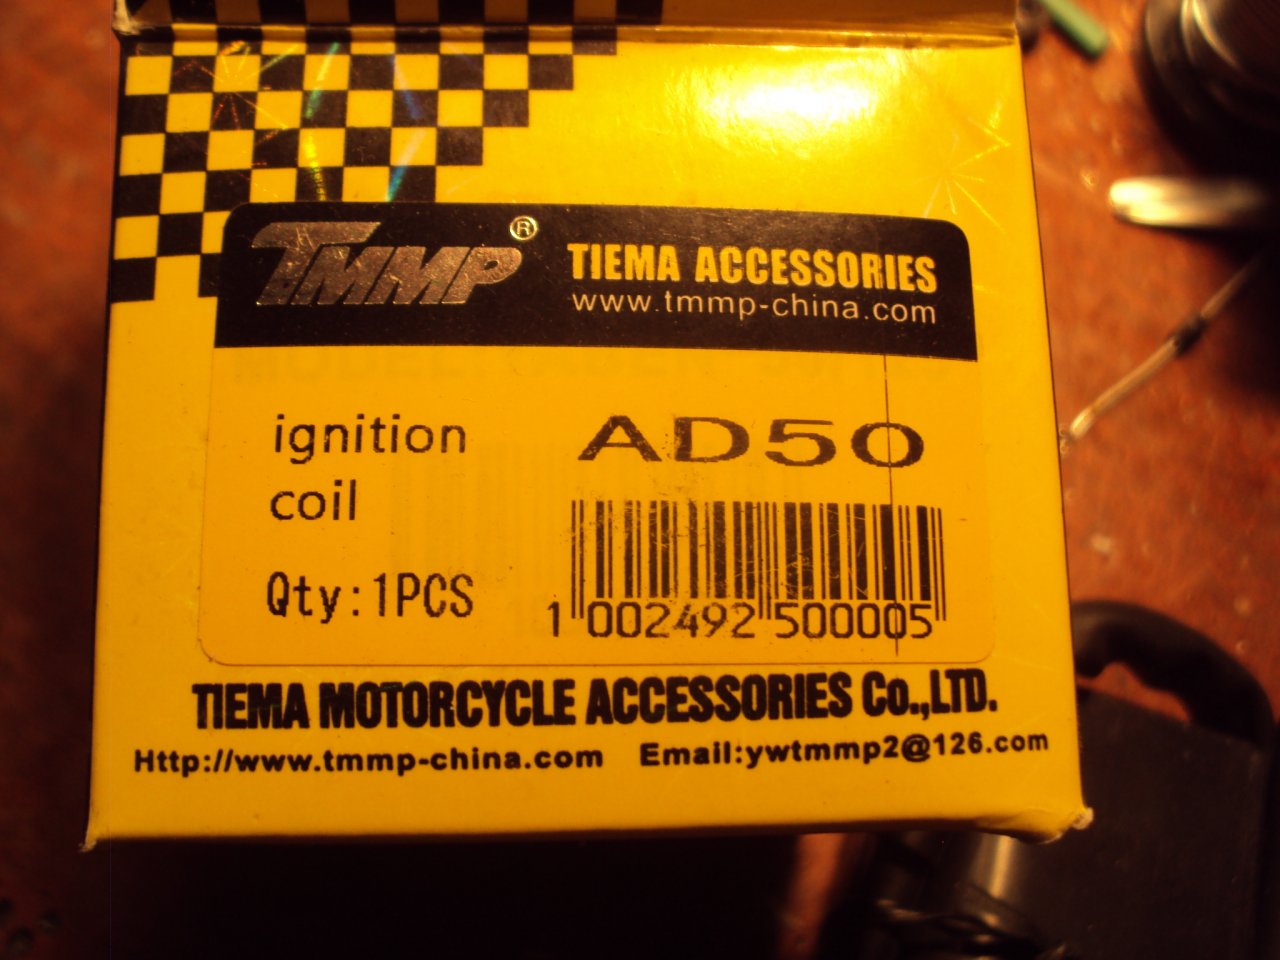 TMMP®
TIEMA ACCESSORIES
www.tmmp-china.com
ignition
coil
AD50
Qty:1PCS
1 002492 500005
TIEMA MOTORCYCLE ACCESSORIES Co.,LTD.
Http://www.tmmp-china.com Email:ywtmmp2@126.com